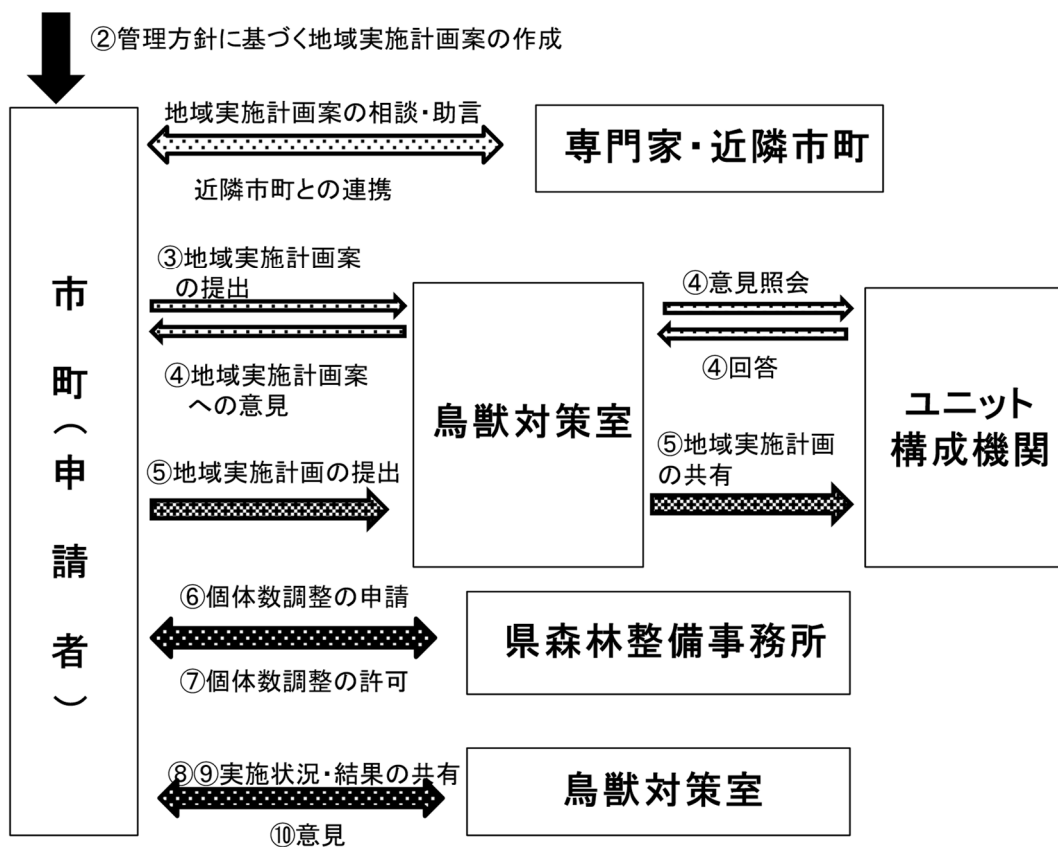 ②管理方針に基づく地域実施計画案の作成
地域実施計画案の相談・助言
専門家・近隣市町
近隣市町との連携
市町（申請者）
③地域実施計画案
の提出
④意見照会
④地域実施計画案
への意見
④回答
鳥獣対策室
ユニット
構成機関
⑤地域実施計画の提出
⑤地域実施計画
の共有
⑥個体数調整の申請
県森林整備事務所
⑦個体数調整の許可
⑧⑨実施状況・結果の共有
鳥獣対策室
⑩意見